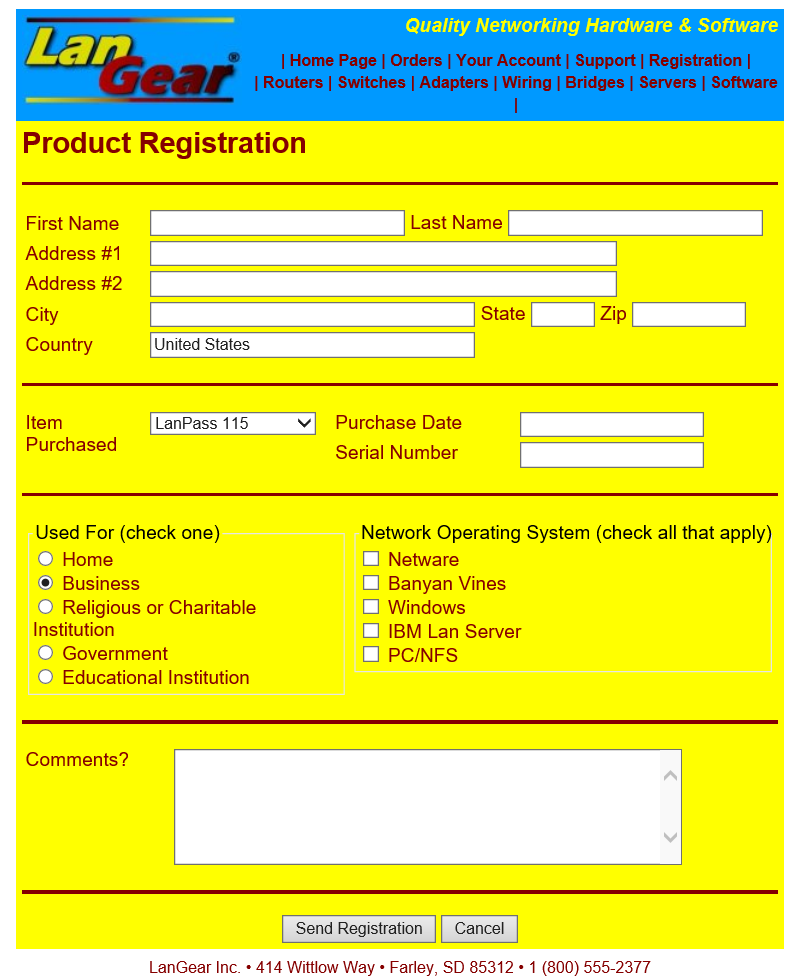 LanGear®
Quality Networking Hardware & Software
| Home Page | Orders | Your Account | Support | Registration |
| Routers | Switches | Adapters | Wiring | Bridges | Servers | Software
|
Product Registration
First Name Last Name
Address #1
Address #2
City State Zip
Country United States
Item LanPass 115 Purchase Date
Purchased
Serial Number
Used For (check one)
Home
Business
Religious or Charitable
Institution
Government
Educational Institution
Network Operating System (check all that apply)
Netware
Banyan Vines
Windows
IBM Lan Server
PC/NFS
Comments?
Send Registration Cancel
LanGear Inc. • 414 Wittlow Way • Farley, SD 85312 • 1 (800) 555-2377